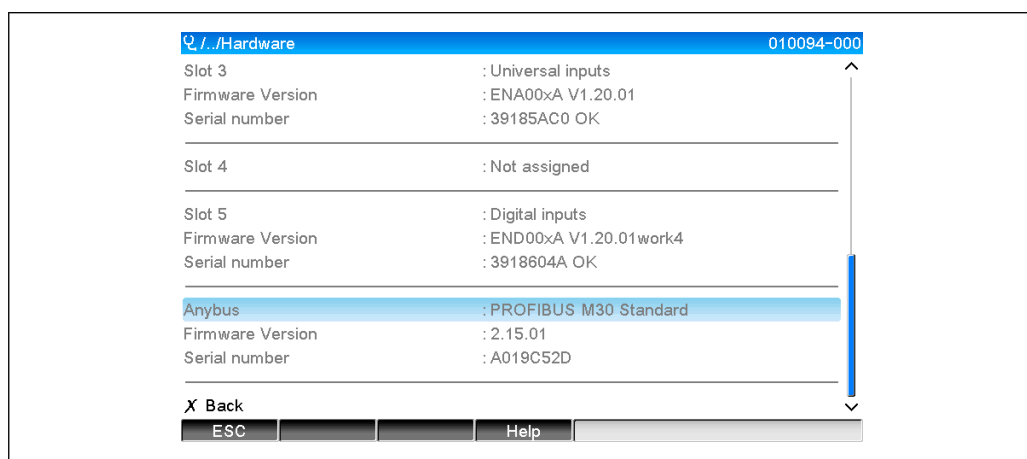 /../Hardware 010094-000
Slot 3 : Universal inputs
Firmware Version : ENA00xA V1.20.01
Serial number : 39185AC0 OK
Slot 4 : Not assigned
Slot 5 : Digital inputs
Firmware Version : END00xA V1.20.01work4
Serial number : 3918604A OK
Anybus : PROFIBUS M30 Standard
Firmware Version : 2.15.01
Serial number : A019C52D
X Back
ESC Help